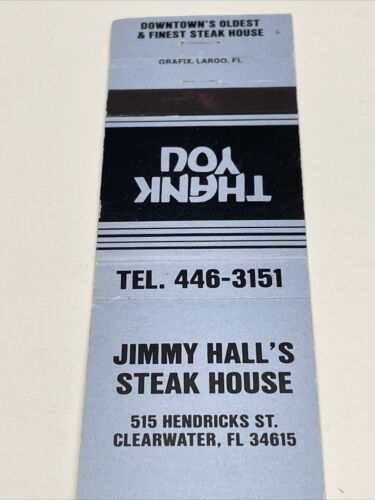 DOWNTOWN'S OLDEST
& FINEST STEAK HOUSE
GRAFIX, LARGO, FL
THANK
YOU
TEL. 446-3151
JIMMY HALL'S
STEAK HOUSE
515 HENDRICKS ST.
CLEARWATER, FL 34615